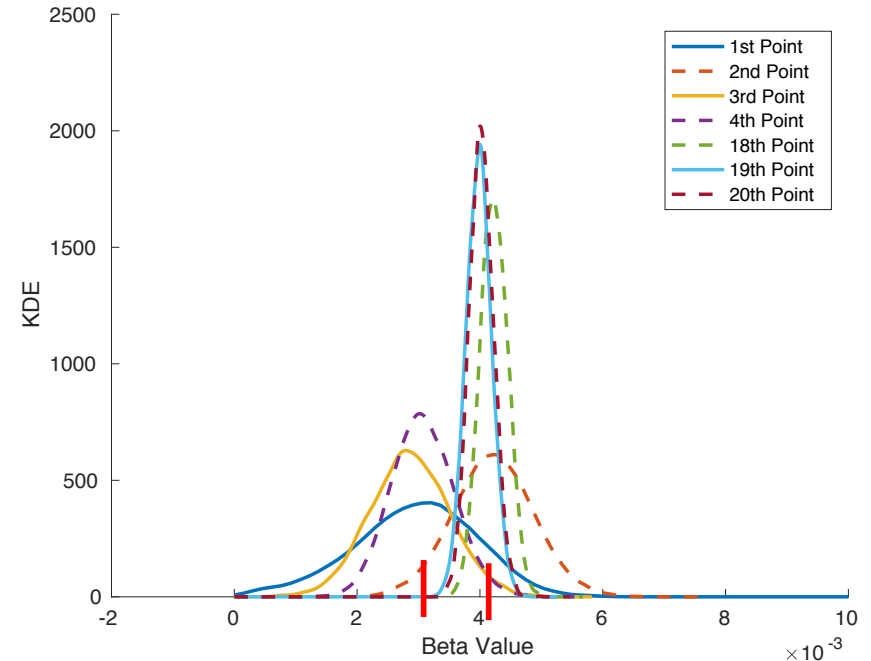 2500
2000
1500
1000
500
0
KDE
-2
0
2
4
6
8
10
Beta Value
×10 -3
1st Point
2nd Point
3rd Point
4th Point
18th Point
19th Point
20th Point